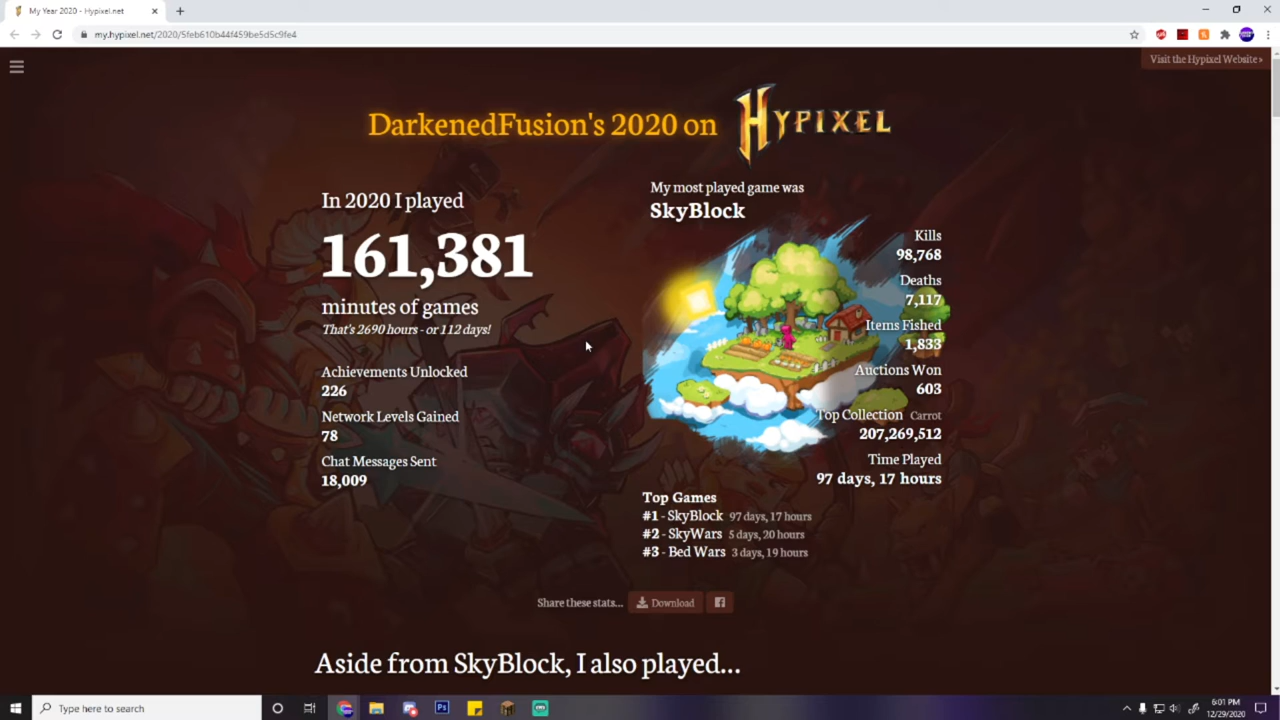 My Year 2020 - Hypixel.net
my.hypixel.net/2020/5feb610b44f459be5d5c9fe4
Visit the Hypixel Website »
DarkenedFusion's 2020 on HYPIXEL
In 2020 I played
161,381
minutes of games
That's 2690 hours - or 112 days!
Achievements Unlocked
226
Network Levels Gained
78
Chat Messages Sent
18,009
My most played game was
SkyBlock
Kills
98,768
Deaths
7,117
Items Fished
1,833
Auctions Won
603
Top Collection Carrot
207,269,512
Time Played
97 days, 17 hours
Top Games
#1 - SkyBlock 97 days, 17 hours
#2 - SkyWars 5 days, 20 hours
#3 - Bed Wars 3 days, 19 hours
Share these stats... Download
Aside from SkyBlock, I also played...
Type here to search
Ps
6:01 PM
12/29/2020